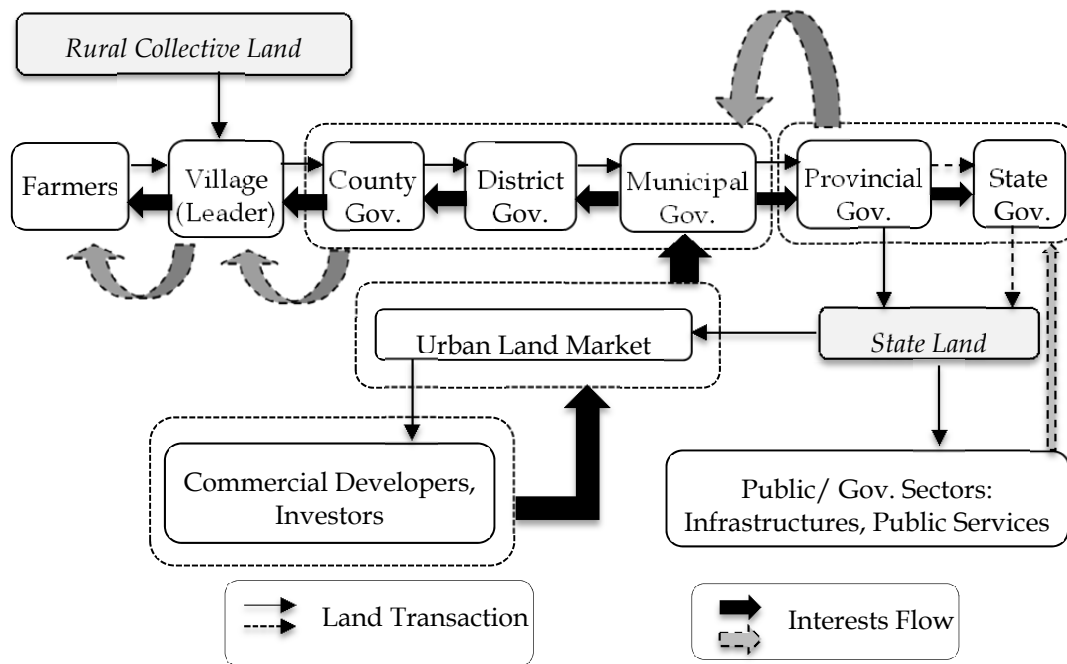 Rural Collective Land
Farmers
Village
(Leader)
County
Gov.
District
Gov.
Municipal
Gov.
Provincial
Gov.
State
Gov.
Urban Land Market
State Land
Commercial Developers,
Investors
Public/ Gov. Sectors:
Infrastructures, Public Services
Land Transaction
Interests Flow